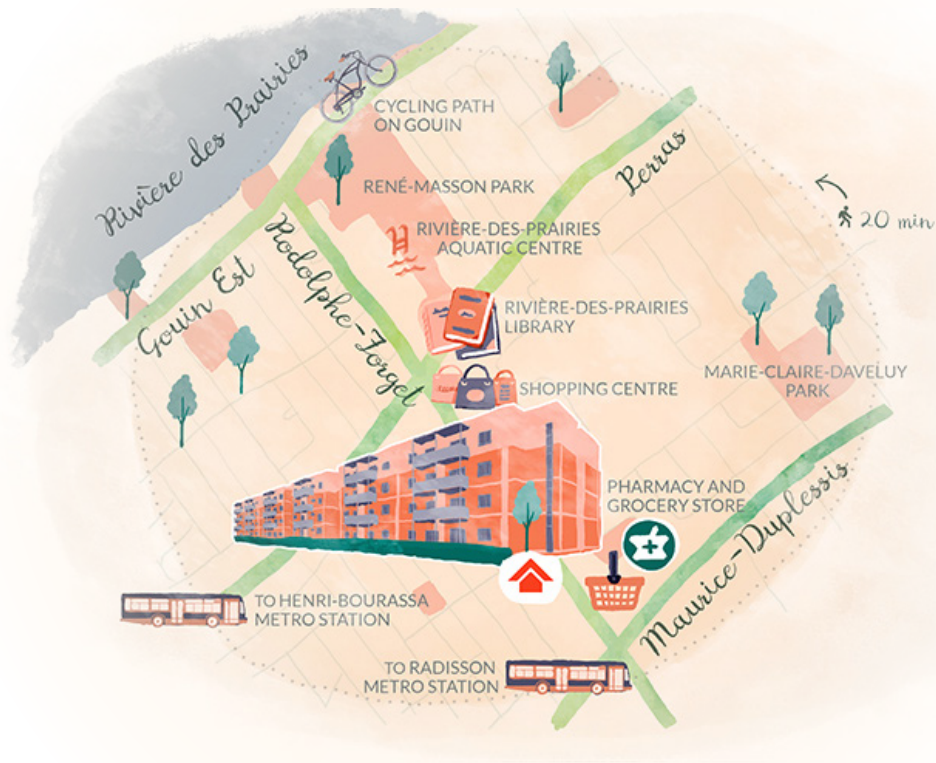 Rivière des Prairies
CYCLING PATH
ON GOUIN
Perras
RENÉ-MASSON PARK
20 min
RIVIÈRE-DES-PRAIRIES
AQUATIC CENTRE
Gouin Est
Rodolphe-Forget
RIVIÈRE-DES-PRAIRIES
LIBRARY
SHOPPING CENTRE
MARIE-CLAIRE-DAVELUY
PARK
PHARMACY AND
GROCERY STORE
Maurice-Duplessis
TO HENRI-BOURASSA
METRO STATION
TO RADISSON
METRO STATION